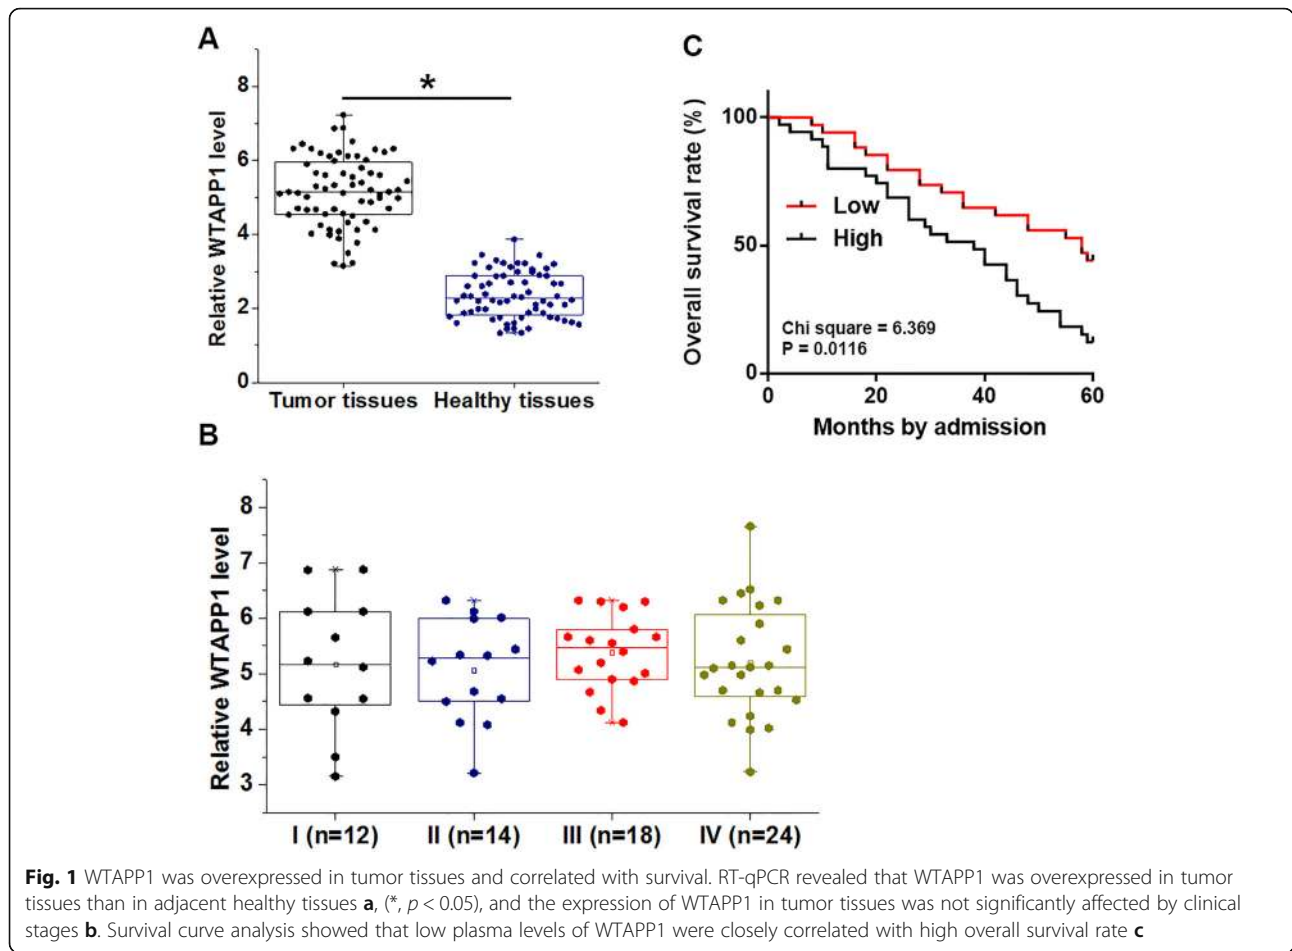 A
Relative WTAPP1 level
8
6
4
2
0
*
Tumor tissues
Healthy tissues
C
Overall survival rate (%)
100
50
0
Low
High
Chi square = 6.369
P = 0.0116
0
20
40
60
Months by admission
B
Relative WTAPP1 level
8
7
6
5
4
3
I (n=12)
II (n=14)
III (n=18)
IV (n=24)
Fig. 1 WTAPP1 was overexpressed in tumor tissues and correlated with survival. RT-qPCR revealed that WTAPP1 was overexpressed in tumor
tissues than in adjacent healthy tissues a, (*, p < 0.05), and the expression of WTAPP1 in tumor tissues was not significantly affected by clinical
stages b. Survival curve analysis showed that low plasma levels of WTAPP1 were closely correlated with high overall survival rate c